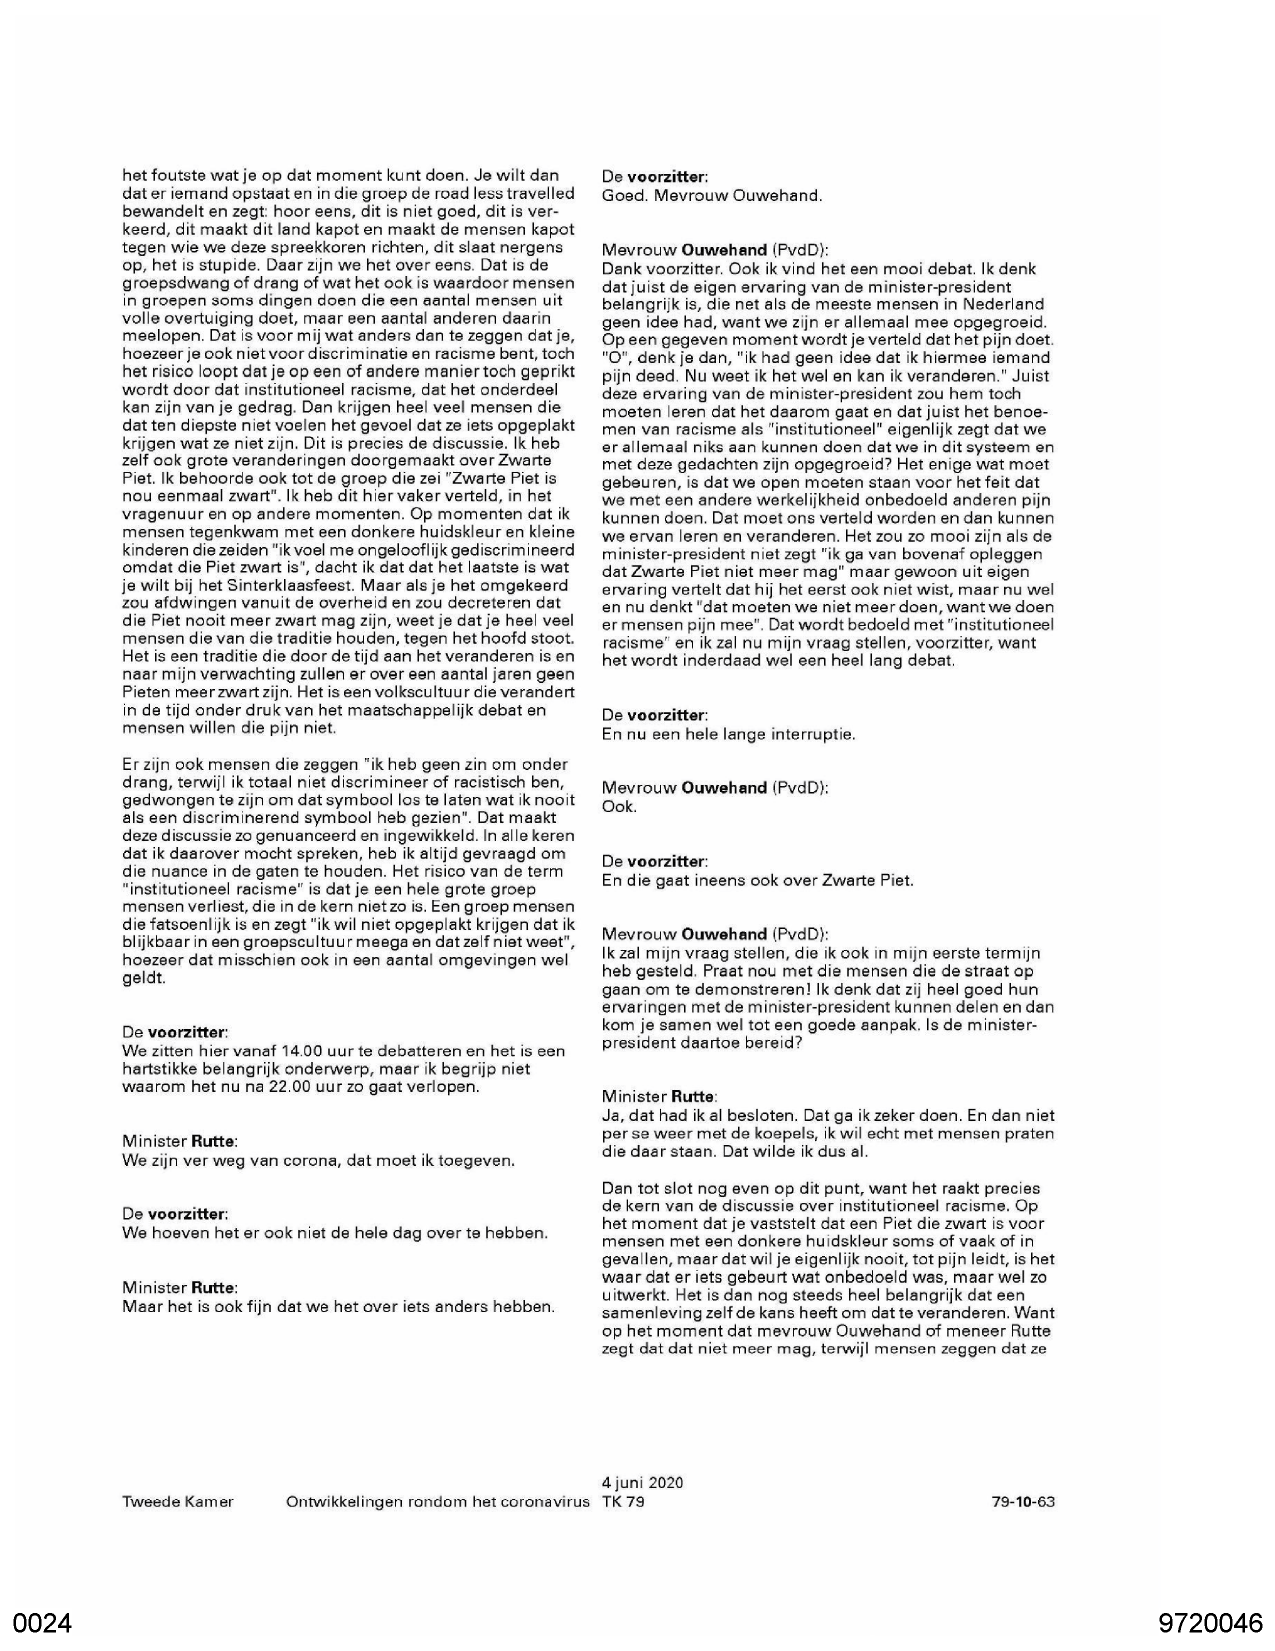 het foutste wat je op dat moment kunt doen. Je wilt dan
dat er iemand opstaat en in die groep de road less travelled
bewandelt en zegt: hoor eens, dit is niet goed, dit is ver-
keerd, dit maakt dit land kapot en maakt de mensen kapot
tegen wie we deze spreekkoren richten, dit slaat nergens
op, het is stupide. Daar zijn we het over eens. Dat is de
groepsdwang of drang of wat het ook is waardoor mensen
in groepen soms dingen doen die een aantal mensen uit
volle overtuiging doet, maar een aantal anderen daarin
meelopen. Dat is voor mij wat anders dan te zeggen dat je,
hoezeer je ook niet voor discriminatie en racisme bent, toch
het risico loopt dat je op een of andere manier toch geprikt
wordt door dat institutioneel racisme, dat het onderdeel
kan zijn van je gedrag. Dan krijgen heel veel mensen die
dat ten diepste niet voelen het gevoel dat ze iets opgeplakt
krijgen wat ze niet zijn. Dit is precies de discussie. Ik heb
zelf ook grote veranderingen doorgemaakt over Zwarte
Piet. Ik behoorde ook tot de groep die zei "Zwarte Piet is
nou eenmaal zwart". Ik heb dit hier vaker verteld, in het
vragenuur en op andere momenten. Op momenten dat ik
mensen tegenkwam met een donkere huidskleur en kleine
kinderen die zeiden "ik voel me ongelooflijk gediscrimineerd
omdat die Piet zwart is", dacht ik dat dat het laatste is wat
je wilt bij het Sinterklaasfeest. Maar als je het omgekeerd
zou afdwingen vanuit de overheid en zou decreteren dat
die Piet nooit meer zwart mag zijn, weet je dat je heel veel
mensen die van die traditie houden, tegen het hoofd stoot.
Het is een traditie die door de tijd aan het veranderen is en
naar mijn verwachting zullen er over een aantal jaren geen
Pieten meer zwart zijn. Het is een volkscultuur die verandert
in de tijd onder druk van het maatschappelijk debat en
mensen willen die pijn niet.
Er zijn ook mensen die zeggen "ik heb geen zin om onder
drang, terwijl ik totaal niet discrimineer of racistisch ben,
gedwongen te zijn om dat symbool los te laten wat ik nooit
als een discriminerend symbool heb gezien". Dat maakt
deze discussie zo genuanceerd en ingewikkeld. In alle keren
dat ik daarover mocht spreken, heb ik altijd gevraagd om
die nuance in de gaten te houden. Het risico van de term
"institutioneel racisme" is dat je een hele grote groep
mensen verliest, die in de kern niet zo is. Een groep mensen
die fatsoenlijk is en zegt "ik wil niet opgeplakt krijgen dat ik
blijkbaar in een groepscultuur meega en dat zelf niet weet",
hoezeer dat misschien ook in een aantal omgevingen wel
geldt.
De voorzitter:
We zitten hier vanaf 14.00 uur te debatteren en het is een
hartstikke belangrijk onderwerp, maar ik begrijp niet
waarom het nu na 22.00 uur zo gaat verlopen.
Minister Rutte:
We zijn ver weg van corona, dat moet ik toegeven.
De voorzitter:
We hoeven het er ook niet de hele dag over te hebben.
Minister Rutte:
Maar het is ook fijn dat we het over iets anders hebben.
De voorzitter:
Goed. Mevrouw Ouwehand.
Mevrouw Ouwehand (PvdD):
Dank voorzitter. Ook ik vind het een mooi debat. Ik denk
dat juist de eigen ervaring van de minister-president
belangrijk is, die net als de meeste mensen in Nederland
geen idee had, want we zijn er allemaal mee opgegroeid.
Op een gegeven moment wordt je verteld dat het pijn doet.
"O", denk je dan, "ik had geen idee dat ik hiermee iemand
pijn deed. Nu weet ik het wel en kan ik veranderen." Juist
deze ervaring van de minister-president zou hem toch
moeten leren dat het daarom gaat en dat juist het benoe-
men van racisme als "institutioneel" eigenlijk zegt dat we
er allemaal niks aan kunnen doen dat we in dit systeem en
met deze gedachten zijn opgegroeid? Het enige wat moet
gebeuren, is dat we open moeten staan voor het feit dat
we met een andere werkelijkheid onbedoeld anderen pijn
kunnen doen. Dat moet ons verteld worden en dan kunnen
we ervan leren en veranderen. Het zou zo mooi zijn als de
minister-president niet zegt "ik ga van bovenaf opleggen
dat Zwarte Piet niet meer mag" maar gewoon uit eigen
ervaring vertelt dat hij het eerst ook niet wist, maar nu wel
en nu denkt "dat moeten we niet meer doen, want we doen
er mensen pijn mee". Dat wordt bedoeld met "institutioneel
racisme" en ik zal nu mijn vraag stellen, voorzitter, want
het wordt inderdaad wel een heel lang debat.
De voorzitter:
En nu een hele lange interruptie.
Mevrouw Ouwehand (PvdD):
Ook.
De voorzitter:
En die gaat ineens ook over Zwarte Piet.
Mevrouw Ouwehand (PvdD):
Ik zal mijn vraag stellen, die ik ook in mijn eerste termijn
heb gesteld. Praat nou met die mensen die de straat op
gaan om te demonstreren! Ik denk dat zij heel goed hun
ervaringen met de minister-president kunnen delen en dan
kom je samen wel tot een goede aanpak. Is de minister-
president daartoe bereid?
Minister Rutte:
Ja, dat had ik al besloten. Dat ga ik zeker doen. En dan niet
per se weer met de koepels, ik wil echt met mensen praten
die daar staan. Dat wilde ik dus al.
Dan tot slot nog even op dit punt, want het raakt precies
de kern van de discussie over institutioneel racisme. Op
het moment dat je vaststelt dat een Piet die zwart is voor
mensen met een donkere huidskleur soms of vaak of in
gevallen, maar dat wil je eigenlijk nooit, tot pijn leidt, is het
waar dat er iets gebeurt wat onbedoeld was, maar wel zo
uitwerkt. Het is dan nog steeds heel belangrijk dat een
samenleving zelf de kans heeft om dat te veranderen. Want
op het moment dat mevrouw Ouwehand of meneer Rutte
zegt dat dat niet meer mag, terwijl mensen zeggen dat ze
Tweede Kamer
Ontwikkelingen rondom het coronavirus
4 juni 2020
TK 79
79-10-63
0024
9720046